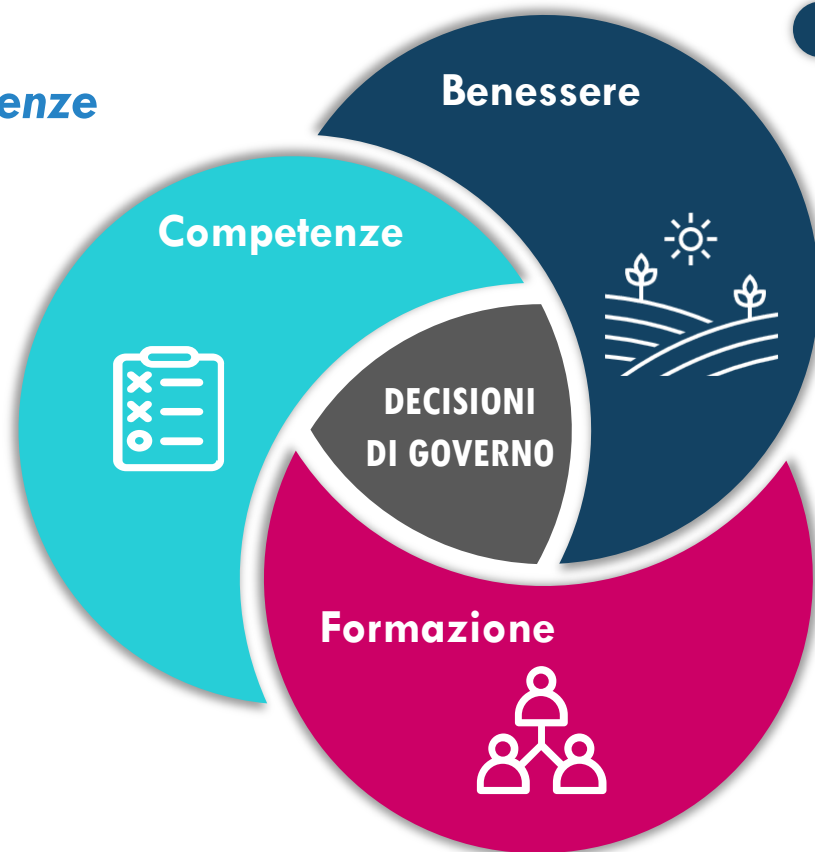 enze
Benessere
Competenze
DECISIONI
DI GOVERNO
Formazione